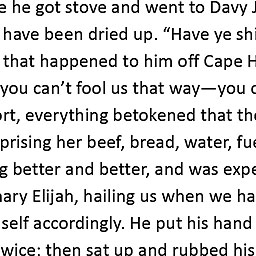 e he got stove and went to Davy J
have been dried up. “Have ye shi
that happened to him off Cape H
you can’t fool us that way—you c
ort, everything betokened that the
prising her beef, bread, water, fue
g better and better, and was expe
nary Elijah, hailing us when we ha
self accordingly. He put his hand
wice; then sat up and rubbed his